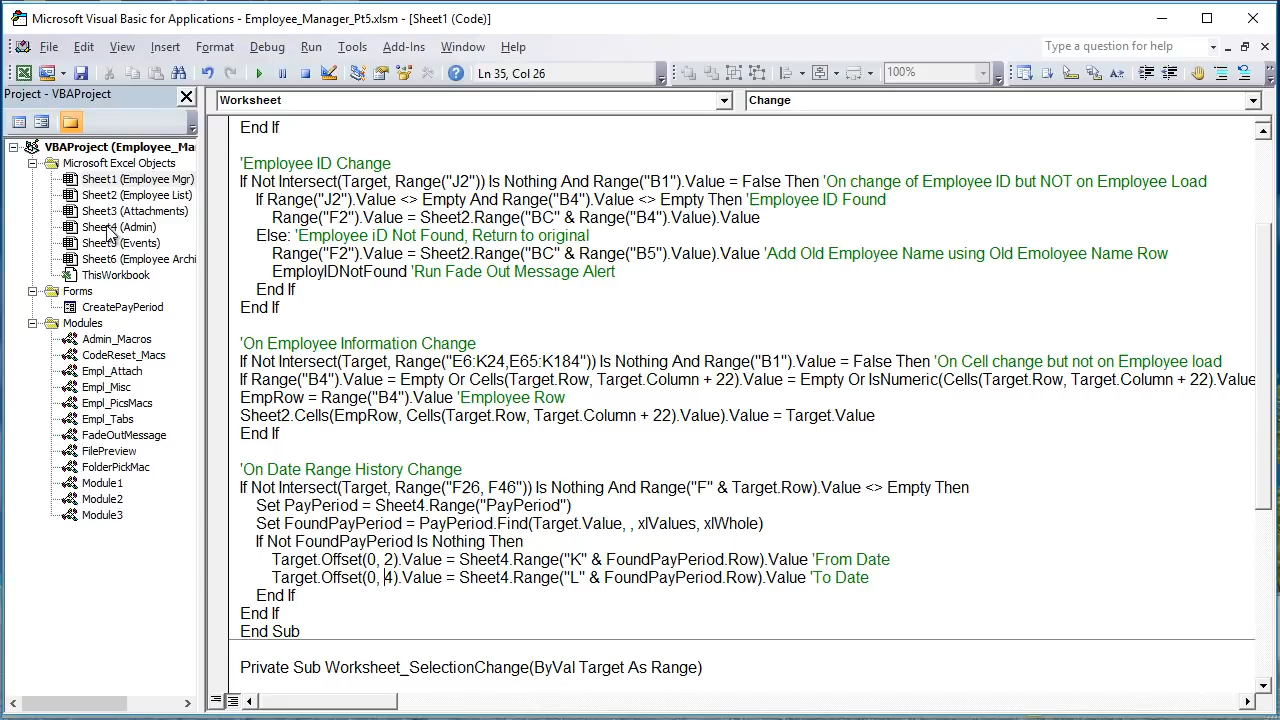 Microsoft Visual Basic for Applications - Employee_Manager_Pt5.xlsm - [Sheet1 (Code)]
File Edit View Insert Format Debug Run Tools Add-Ins Window Help
Type a question for help
Ln 35, Col 26
100%
Project - VBAProject
Worksheet
Change
VBAProject (Employee_Ma
Microsoft Excel Objects
Sheet1 (Employee Mgr)
Sheet2 (Employee List)
Sheet3 (Attachments)
Sheet4 (Admin)
(Events)
Sheet6 (Employee Archi
ThisWorkbook
Forms
CreatePayPeriod
Modules
Admin_Macros
CodeReset_Macs
Empl_Attach
Empl_Misc
Empl_PicsMacs
Empl_Tabs
FadeOutMessage
FilePreview
FolderPickMac
Module1
Module2
Module3
End If
'Employee ID Change
If Not Intersect(Target, Range("J2")) Is Nothing And Range("B1").Value = False Then 'On change of Employee ID but NOT on Employee Load
If Range("J2").Value <> Empty And Range("B4").Value <> Empty Then 'Employee ID Found
Range("F2").Value = Sheet2.Range("BC" & Range("B4").Value).Value
Else: 'Employee iD Not Found, Return to original
Range("F2").Value = Sheet2.Range("BC" & Range("B5").Value).Value 'Add Old Employee Name using Old Emoloyee Name Row
EmployIDNotFound 'Run Fade Out Message Alert
End If
End If
'On Employee Information Change
If Not Intersect(Target, Range("E6:K24,E65:K184")) Is Nothing And Range("B1").Value = False Then 'On Cell change but not on Employee load
If Range("B4").Value = Empty Or Cells(Target.Row, Target.Column + 22).Value = Empty Or IsNumeric(Cells(Target.Row, Target.Column + 22).Value
EmpRow = Range("B4").Value 'Employee Row
Sheet2.Cells(EmpRow, Cells(Target.Row, Target.Column + 22).Value).Value = Target.Value
End If
'On Date Range History Change
If Not Intersect(Target, Range("F26, F46")) Is Nothing And Range("F" & Target.Row).Value <> Empty Then
Set PayPeriod = Sheet4.Range("PayPeriod")
Set FoundPayPeriod = PayPeriod.Find(Target.Value, , xlValues, xlWhole)
If Not FoundPayPeriod Is Nothing Then
Target.Offset(0, 2).Value = Sheet4.Range("K" & FoundPayPeriod.Row).Value 'From Date
Target.Offset(0, 4).Value = Sheet4.Range("L" & FoundPayPeriod.Row).Value 'To Date
End If
End If
End Sub
Private Sub Worksheet_SelectionChange(ByVal Target As Range)